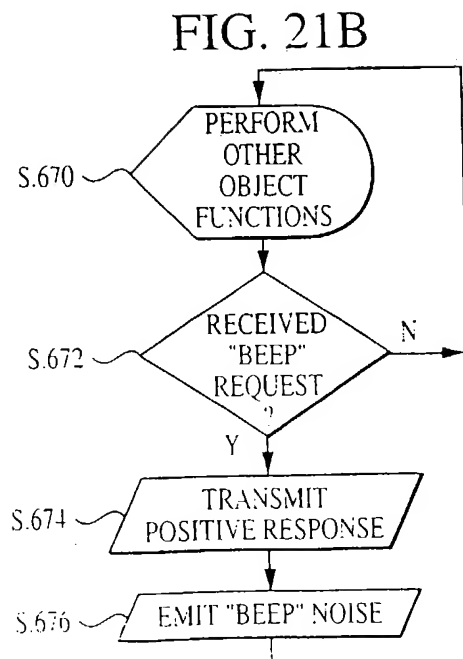 FIG. 21B
S.670
PERFORM
OTHER
OBJECT
FUNCTIONS
S.672
RECEIVED
"BEEP"
REQUEST
?
N
Y
S.674
TRANSMIT
POSITIVE RESPONSE
S.676
EMIT "BEEP" NOISE